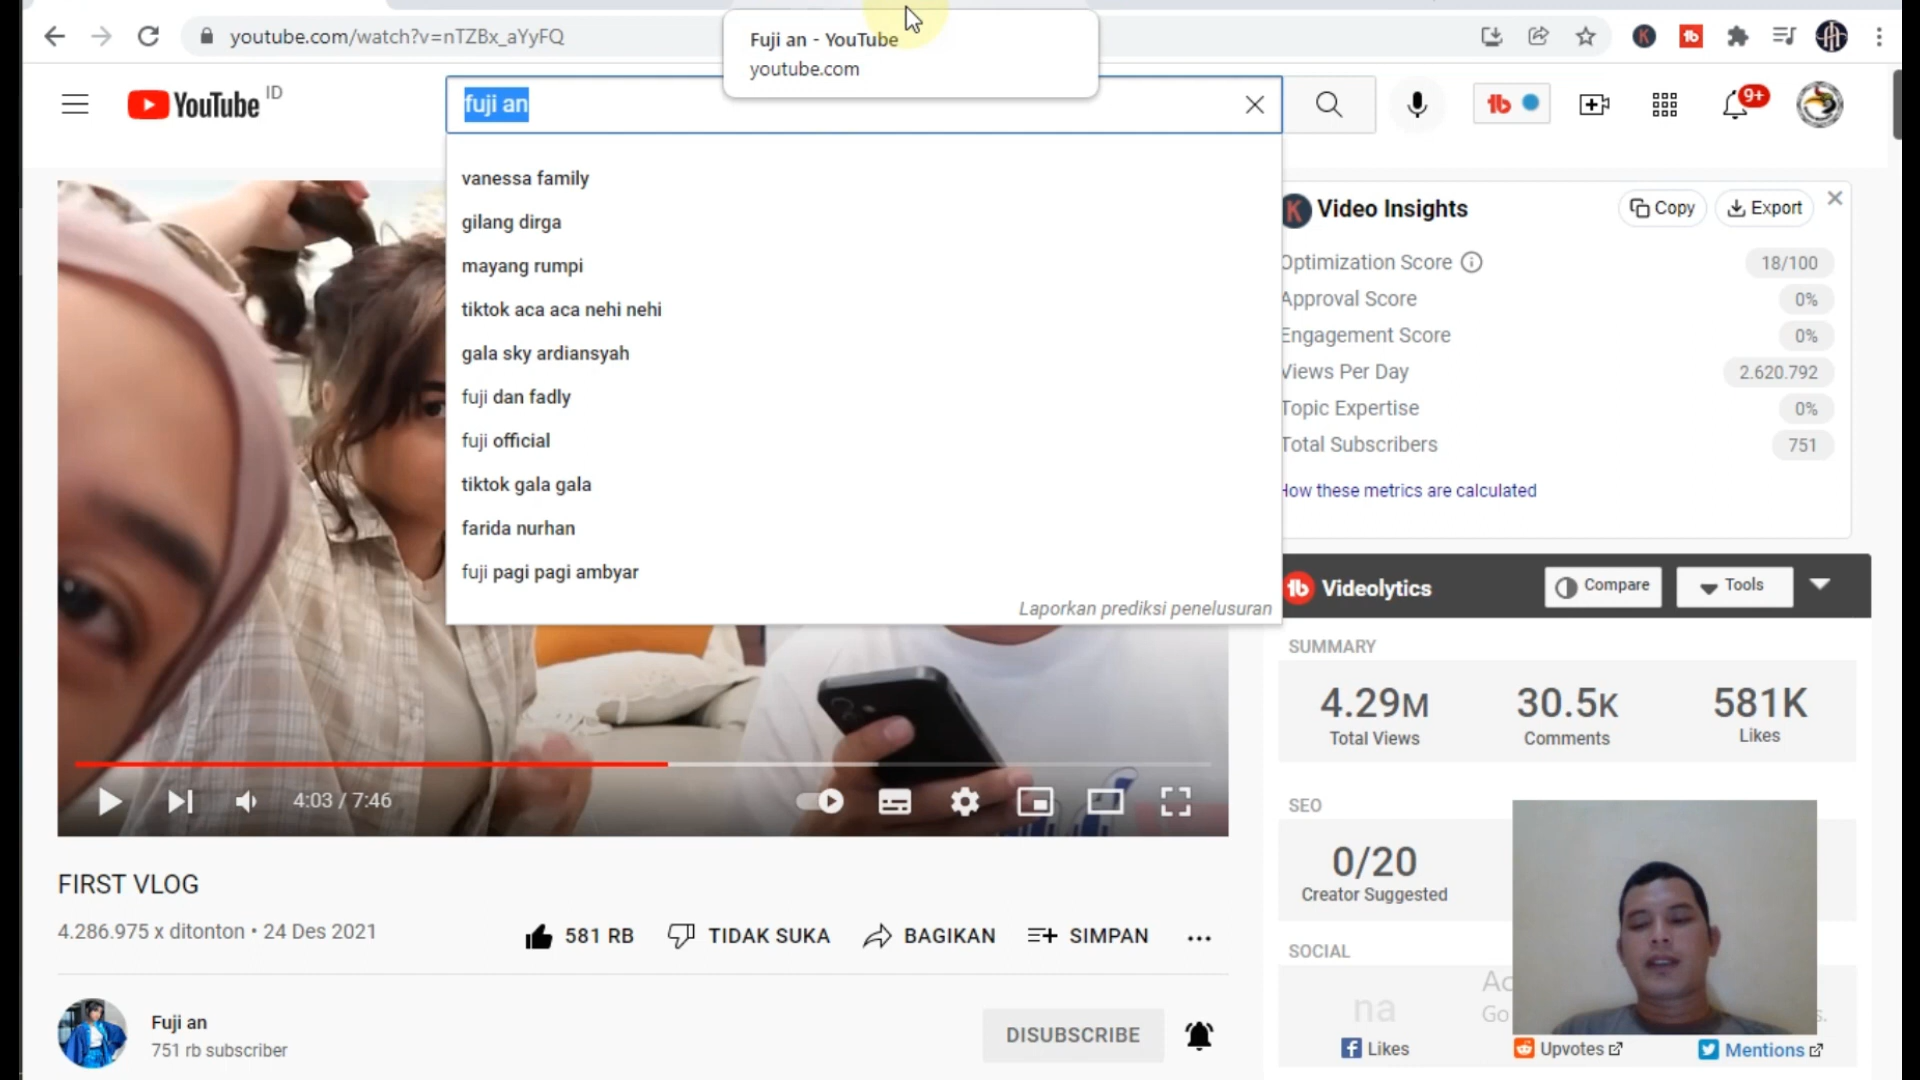 youtube.com/watch?v=nTZBx_aYyFQ
Fuji an - YouTube
youtube.com
YouTube ID
fuji an
9+
vanessa family
gilang dirga
mayang rumpi
tiktok aca aca nehi nehi
gala sky ardiansyah
fuji dan fadly
fuji official
tiktok gala gala
farida nurhan
fuji pagi pagi ambyar
Laporkan prediksi penelusuran
4:03 / 7:46
FIRST VLOG
4.286.975 x ditonton • 24 Des 2021
581 RB
TIDAK SUKA
BAGIKAN
SIMPAN
Fuji an
751 rb subscriber
DISUBSCRIBE
K Video Insights
Copy
Export
Optimization Score
18/100
Approval Score
0%
Engagement Score
0%
Views Per Day
2.620.792
Topic Expertise
0%
Total Subscribers
751
How these metrics are calculated
Videolytics
Compare
Tools
SUMMARY
4.29M
Total Views
30.5K
Comments
581K
Likes
SEO
0/20
Creator Suggested
SOCIAL
na
Likes
Upvotes
Mentions
Go